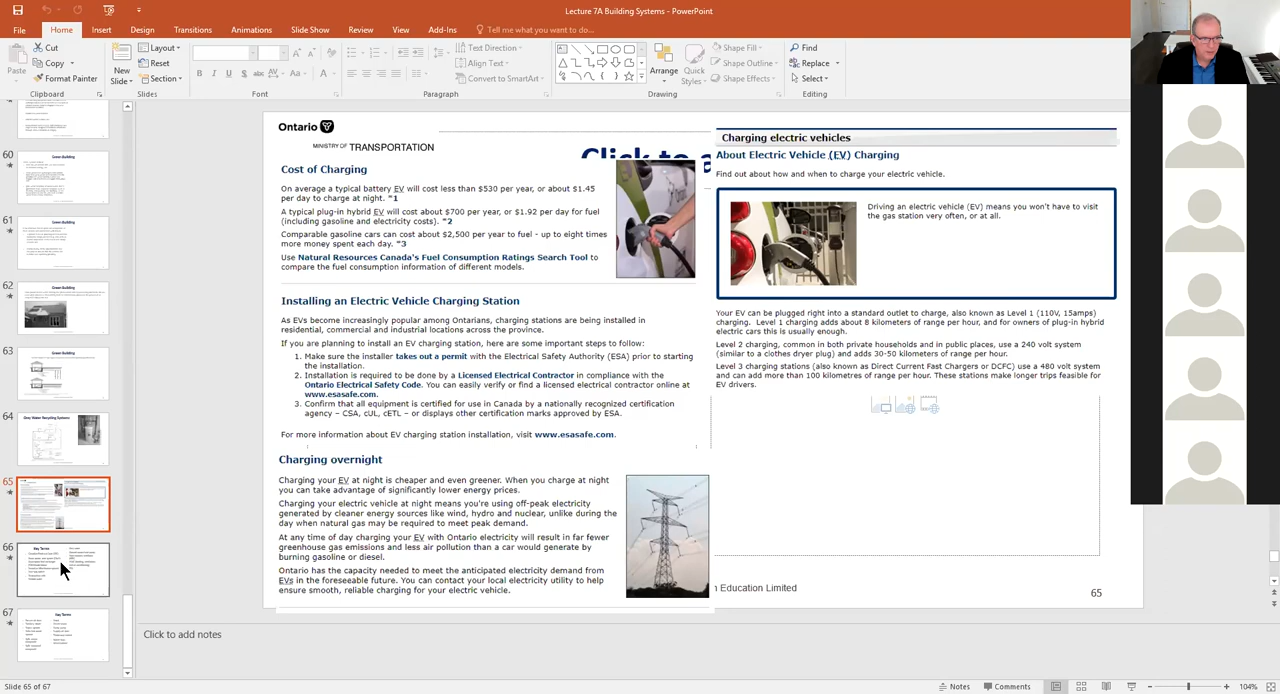 Lecture 7A Building Systems - PowerPoint
File
Home
Insert
Design
Transitions
Animations
Slide Show
Review
View
Add-Ins
Tell me what you want to do...
Paste
Cut
Copy
Format Painter
Clipboard
New
Slide
Layout
Reset
Section
Slides
Font
Text Direction
Align Text
Convert to SmartArt
Paragraph
Arrange
Quick
Styles
Shape Fill
Shape Outline
Shape Effects
Drawing
Find
Replace
Select
Editing
60
Green Building
61
Green Building
62
Green Building
63
Green Building
64
Grey Water Recycling Systems
65
66
Key Terms
67
Key Terms
Ontario
MINISTRY OF TRANSPORTATION
Click to a
Cost of Charging
On average a typical battery EV will cost less than $530 per year, or about $1.45
per day to charge at night. *1
A typical plug-in hybrid EV will cost about $700 per year, or $1.92 per day for fuel
(including gasoline and electricity costs). *2
Comparable gasoline cars can cost about $2,500 per year to fuel - up to eight times
more money spent each day. *3
Use Natural Resources Canada's Fuel Consumption Ratings Search Tool to
compare the fuel consumption information of different models.
Installing an Electric Vehicle Charging Station
As EVs become increasingly popular among Ontarians, charging stations are being installed in
residential, commercial and industrial locations across the province.
If you are planning to install an EV charging station, here are some important steps to follow:
1. Make sure the installer takes out a permit with the Electrical Safety Authority (ESA) prior to starting
the installation.
2. Installation is required to be done by a Licensed Electrical Contractor in compliance with the
Ontario Electrical Safety Code. You can easily verify or find a licensed electrical contractor online at
www.esasafe.com.
3. Confirm that all equipment is certified for use in Canada by a nationally recognized certification
agency – CSA, cUL, cETL – or displays other certification marks approved by ESA.
For more information about EV charging station installation, visit www.esasafe.com.
Charging overnight
Charging your EV at night is cheaper and even greener. When you charge at night
you can take advantage of significantly lower energy prices.
Charging your electric vehicle at night means you're using off-peak electricity
generated by cleaner energy sources like wind, hydro and nuclear, unlike during the
day when natural gas may be required to meet peak demand.
At any time of day charging your EV with Ontario electricity will result in far fewer
greenhouse gas emissions and less air pollution than a car would generate by
burning gasoline or diesel.
Ontario has the capacity needed to meet the anticipated electricity demand from
EVs in the foreseeable future. You can contact your local electricity utility to help
ensure smooth, reliable charging for your electric vehicle.
Charging electric vehicles
About Electric Vehicle (EV) Charging
Find out about how and when to charge your electric vehicle.
Driving an electric vehicle (EV) means you won't have to visit
the gas station very often, or at all.
Your EV can be plugged right into a standard outlet to charge, also known as Level 1 (110V, 15amps)
charging. Level 1 charging adds about 8 kilometers of range per hour, and for owners of plug-in hybrid
electric cars this is usually enough.
Level 2 charging, common in both private households and in public places, use a 240 volt system
(similar to a clothes dryer plug) and adds 30-50 kilometers of range per hour.
Level 3 charging stations (also known as Direct Current Fast Chargers or DCFC) use a 480 volt system
and can add more than 100 kilometres of range per hour. These stations make longer trips feasible for
EV drivers.
n Education Limited
65
Click to add notes
Slide 65 of 67
Notes
Comments
104%